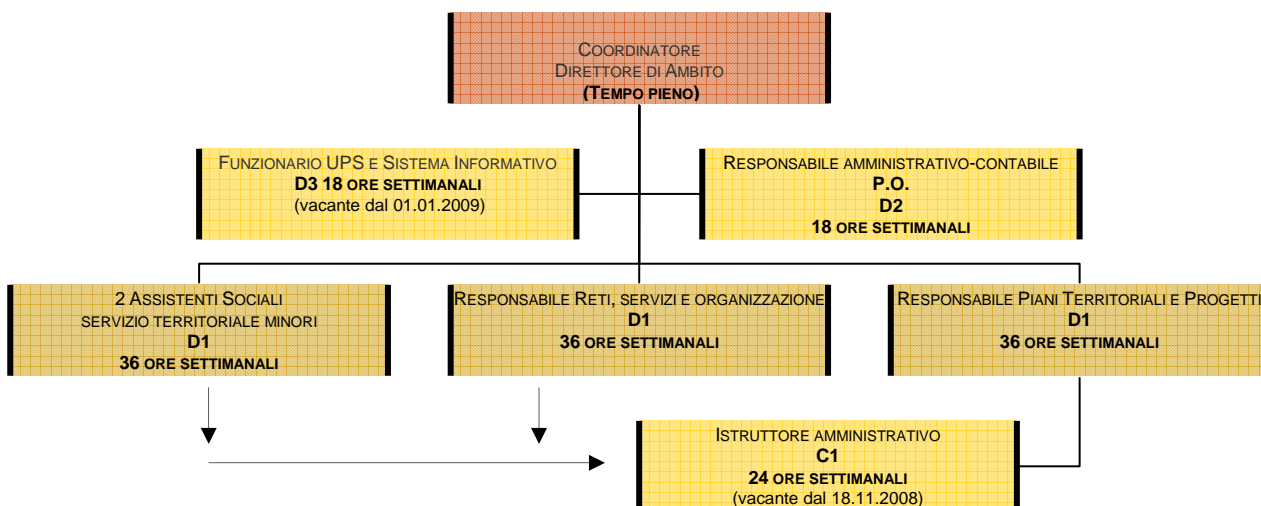 COORDINATORE
DIRETTORE DI AMBITO
(TEMPO PIENO)
FUNZIONARIO UPS E SISTEMA INFORMATIVO
D3 18 ORE SETTIMANALI
(vacante dal 01.01.2009)
RESPONSABILE AMMINISTRATIVO-CONTABILE
P.O.
D2
18 ORE SETTIMANALI
2 ASSISTENTI SOCIALI
SERVIZIO TERRITORIALE MINORI
D1
36 ORE SETTIMANALI
RESPONSABILE RETI, SERVIZI E ORGANIZZAZIONE
D1
36 ORE SETTIMANALI
RESPONSABILE PIANI TERRITORIALI E PROGETTI
D1
36 ORE SETTIMANALI
ISTRUTTORE AMMINISTRATIVO
C1
24 ORE SETTIMANALI
(vacante dal 18.11.2008)